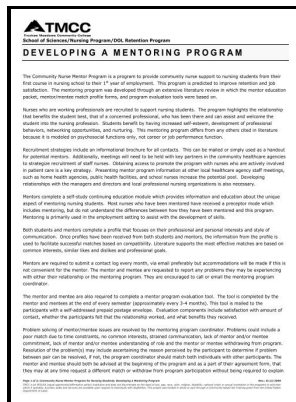 TMCC
Truckee Meadows Community College
School of Sciences/Nursing Program/DOL Retention Program
DEVELOPING A MENTORING PROGRAM
The Community Nurse Mentor Program is a program to provide community nurse support to nursing students from their
first in nursing school to their 1st year of employment. This program is predicted to improve retention and job
satisfaction. The mentoring program was developed through an extensive literature review in which the mentor education
packet, mentor/mentee match profile forms, and program evaluation tools were based on.
Nurses who are working professionals are recruited to support nursing students. The program highlights the relationship
that benefits the student best, that of a concerned professional, who has been there and can assist and welcome the
student into the nursing profession. Students benefit by having increased self-esteem, development of professional
behaviors, networking opportunities, and nurturing. This mentoring program differs from any others cited in literature
because it is modeled on psychosocial functions only, not career or job performance function.
Recruitment strategies include an informational brochure for all contacts. This can be mailed or simply used as a handout
for potential mentors. Additionally, meetings will need to be held with key partners in the community healthcare agencies
to strategize recruitment of staff nurses. Obtaining access to promote the program with nurses who are actively involved
in patient care is a key strategy. Presenting mentor program information at other local healthcare agency staff meetings,
such as home health agencies, public health facilities, and school nurses increase the potential pool. Developing
relationships with the managers and directors and local professional nursing organizations is also necessary.
Mentors complete a self-study continuing education module which provides information and education about the unique
aspect of mentoring nursing students. Most nurses who have been mentored have received a preceptor model which
includes mentoring, but do not understand the differences between how they have been mentored and this program.
Mentoring is primarily used in the employment setting to assist with the development of skills.
Both students and mentors complete a profile that focuses on their professional and personal interests and style of
communication. Once profiles have been received from both students and mentors, the information from the profile is
used to facilitate successful matches based on compatibility. Literature supports the most effective matches are based on
common interests, similar lives and dislikes and professional goals.
Mentors are required to submit a contact log every month, via email preferably but accommodations will be made if this is
not convenient for the mentor. The mentor and mentee are requested to report any problems they may be experiencing
with either their relationship or the mentoring program. They are encouraged to call or email the mentoring program
coordinator.
The mentor and mentee are also required to complete a mentor program evaluation tool. The tool is completed by the
mentor and mentees at the end of every semester (approximately every 3-4 months). This tool is mailed to the
participants with a self-addressed prepaid postage envelope. Evaluation components include satisfaction with amount of
contact, whether the participants felt that the relationship worked, and what benefits they received.
Problem solving of mentor/mentee issues are resolved by the mentoring program coordinators. Problems could include a
poor match due to time constraints, no common interests, strained communication, lack of mentor and/or mentee
commitment, lack of mentor and/or mentee understanding of role and the mentor or mentee withdrawing from program.
Resolution of the problem(s) may include ascertaining the reason perceived by the participant to determine if problem
between pair can be resolved, if not, the program coordinator should match both individuals with other participants. The
mentor and mentee should both be advised at the beginning of the program and as a part of their agreement form, that
they may at any time request a different match or withdraw from program participation without being required to explain